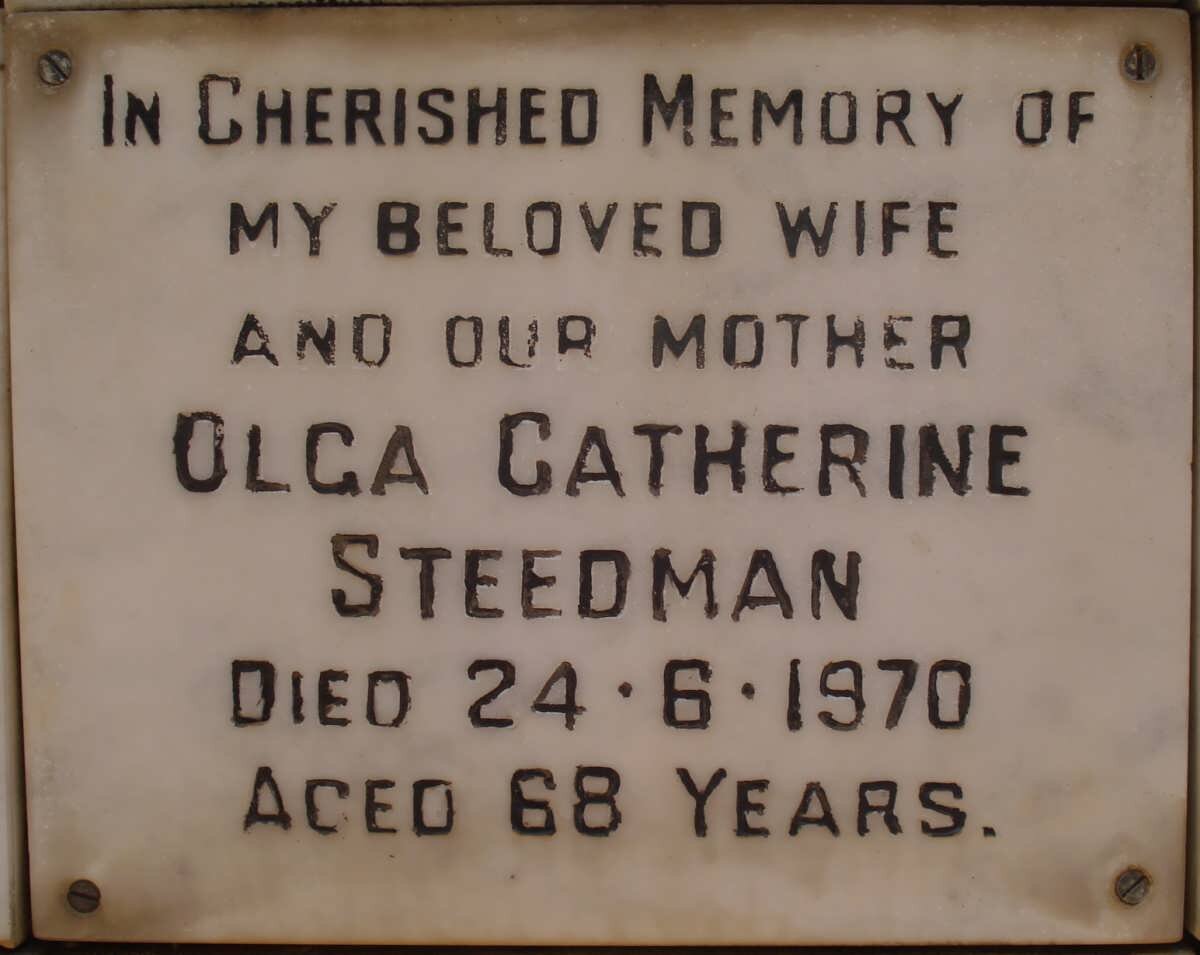 In Cherished Memory of
my beloved wife
and our mother
Olga Catherine
Steedman
Died 24·6·1970
Aged 68 Years.